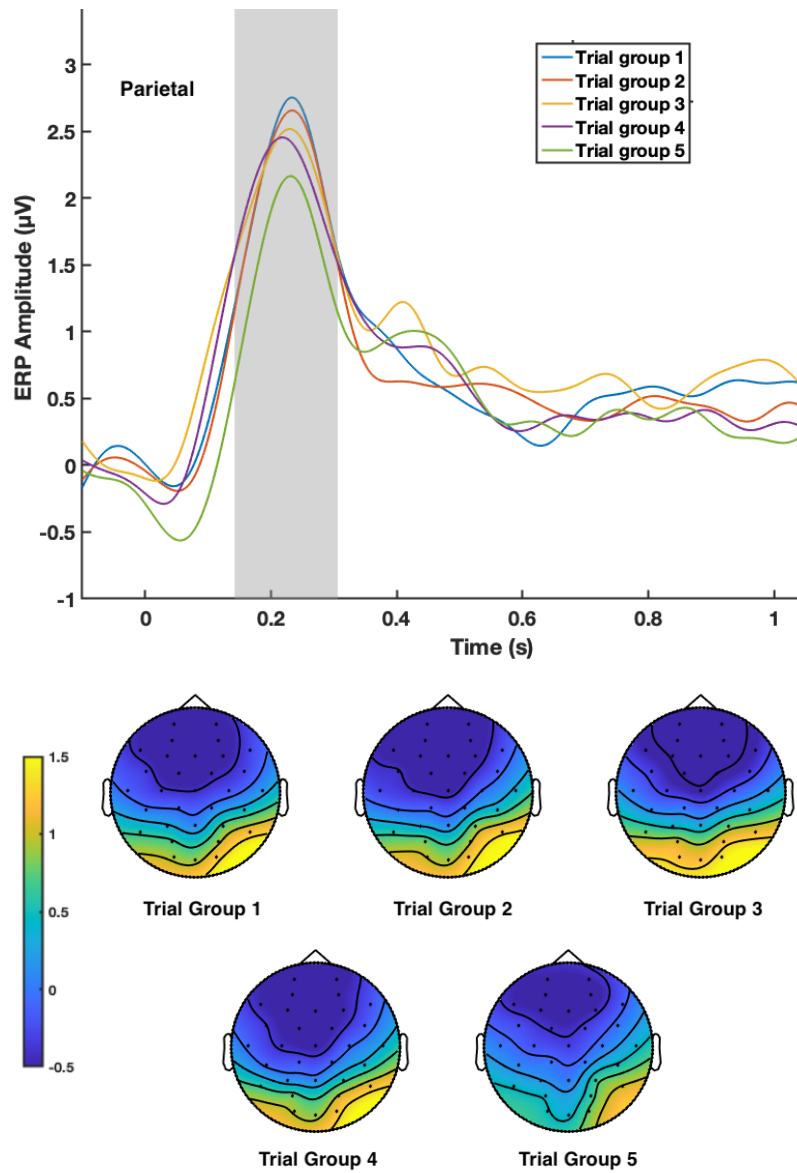 Parietal
Trial group 1
Trial group 2
Trial group 3
Trial group 4
Trial group 5
ERP Amplitude (µV)
3
2.5
2
1.5
1
0.5
0
-0.5
-1
0
0.2
0.4
0.6
0.8
1
Time (s)
1.5
1
0.5
0
-0.5
Trial Group 1
Trial Group 2
Trial Group 3
Trial Group 4
Trial Group 5